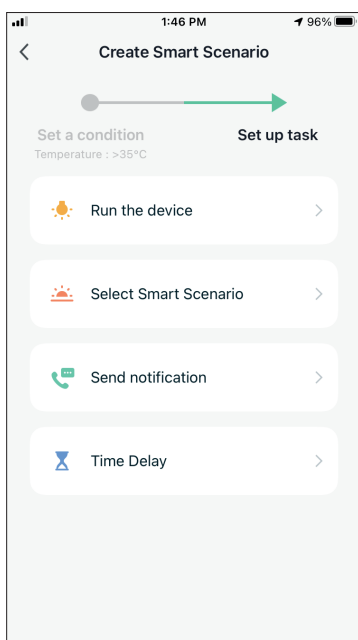 1:46 PM
96%
Create Smart Scenario
Set a condition
Set up task
Temperature : >35°C
Run the device
Select Smart Scenario
Send notification
Time Delay